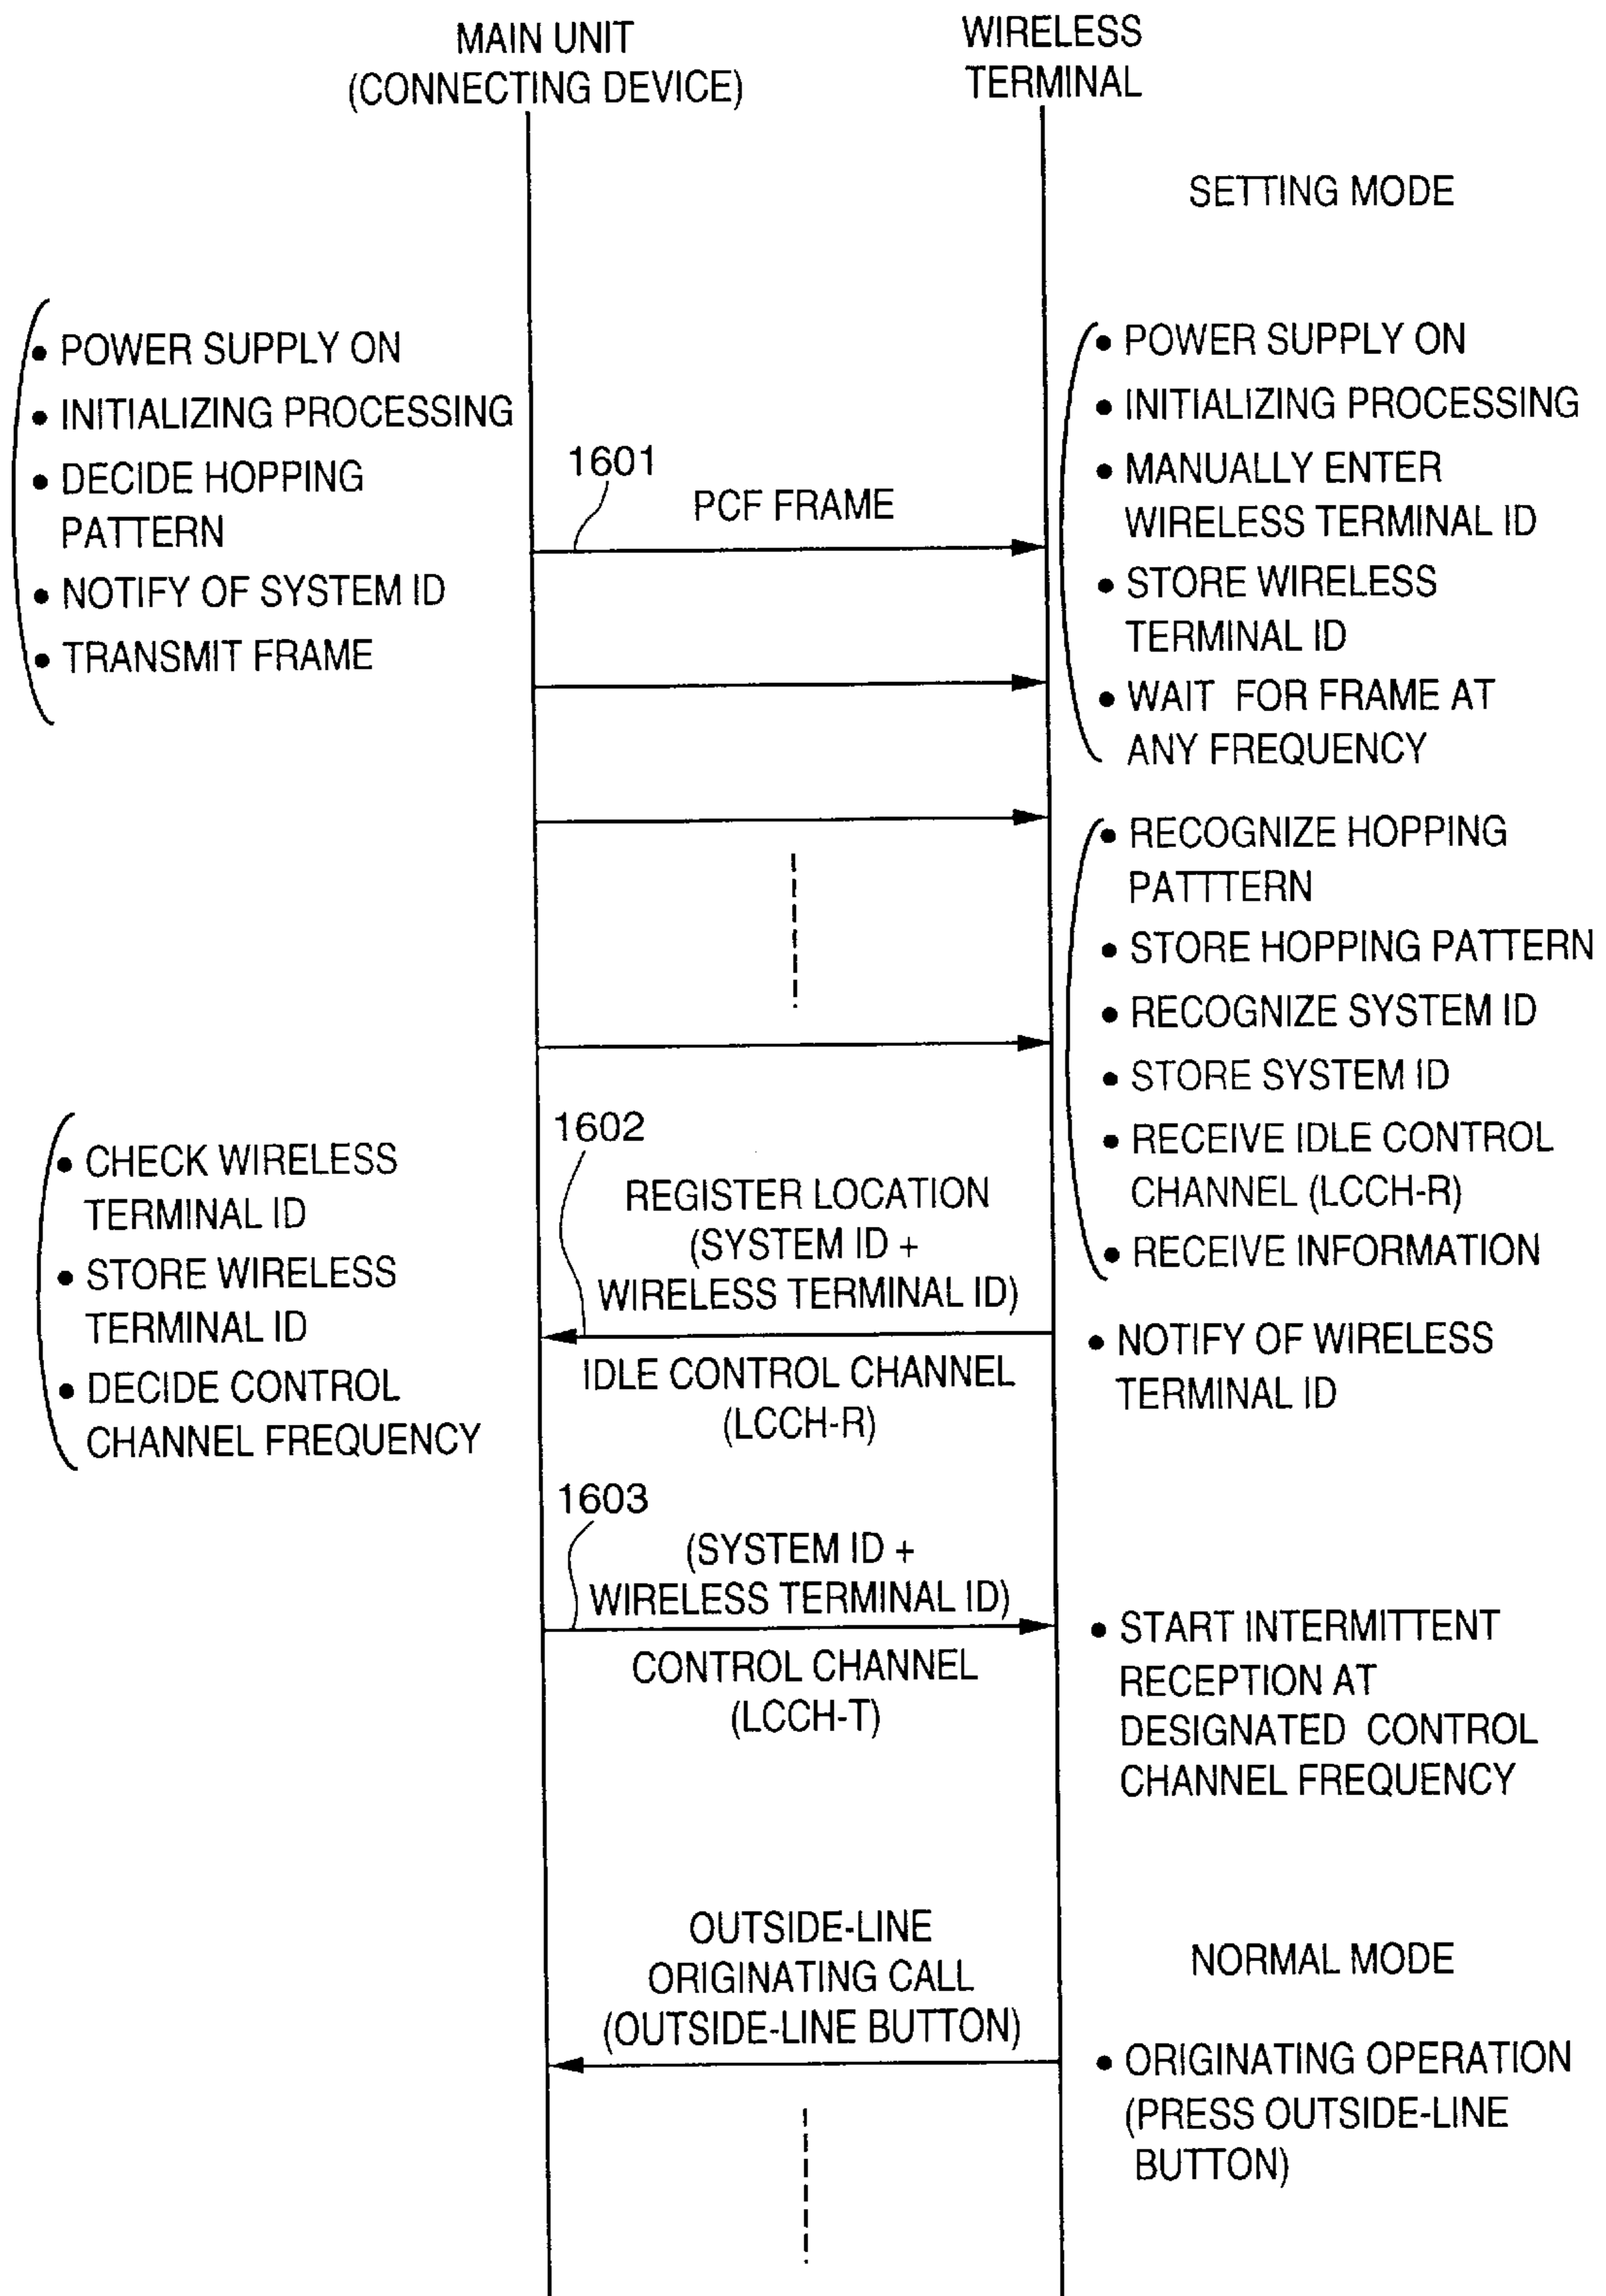 MAIN UNIT
(CONNECTING DEVICE)
WIRELESS
TERMINAL
SETTING MODE
• POWER SUPPLY ON
• INITIALIZING PROCESSING
• DECIDE HOPPING
PATTERN
• NOTIFY OF SYSTEM ID
• TRANSMIT FRAME
1601
PCF FRAME
• POWER SUPPLY ON
• INITIALIZING PROCESSING
• MANUALLY ENTER
WIRELESS TERMINAL ID
• STORE WIRELESS
TERMINAL ID
• WAIT FOR FRAME AT
ANY FREQUENCY
• RECOGNIZE HOPPING
PATTTERN
• STORE HOPPING PATTERN
• RECOGNIZE SYSTEM ID
• STORE SYSTEM ID
• RECEIVE IDLE CONTROL
CHANNEL (LCCH-R)
• RECEIVE INFORMATION
• CHECK WIRELESS
TERMINAL ID
• STORE WIRELESS
TERMINAL ID
• DECIDE CONTROL
CHANNEL FREQUENCY
1602
REGISTER LOCATION
(SYSTEM ID +
WIRELESS TERMINAL ID)
IDLE CONTROL CHANNEL
(LCCH-R)
• NOTIFY OF WIRELESS
TERMINAL ID
1603
(SYSTEM ID +
WIRELESS TERMINAL ID)
CONTROL CHANNEL
(LCCH-T)
• START INTERMITTENT
RECEPTION AT
DESIGNATED CONTROL
CHANNEL FREQUENCY
OUTSIDE-LINE
ORIGINATING CALL
(OUTSIDE-LINE BUTTON)
NORMAL MODE
• ORIGINATING OPERATION
(PRESS OUTSIDE-LINE
BUTTON)